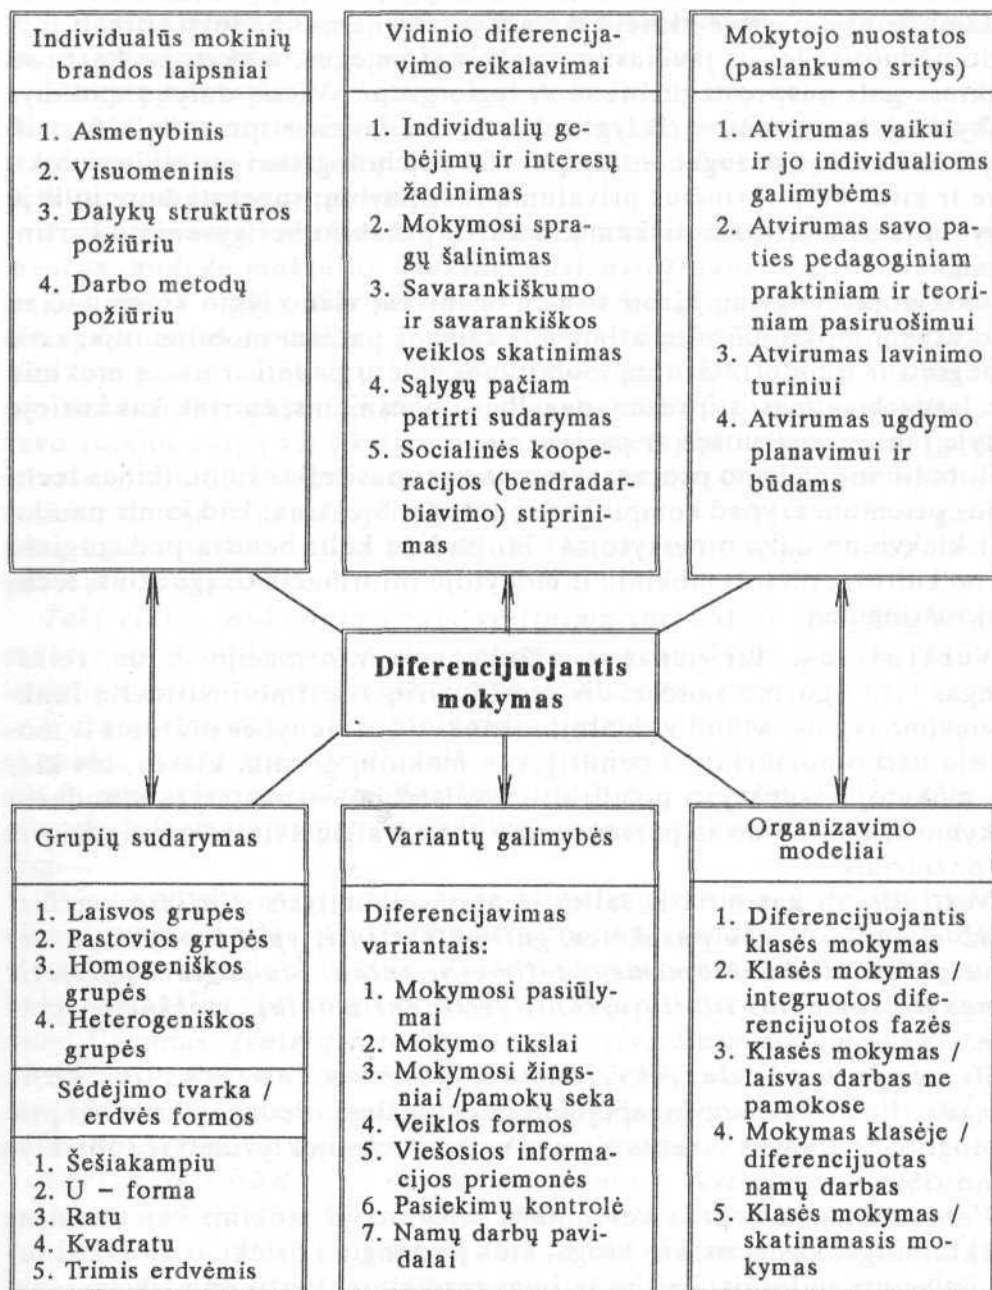 Individualūs mokinių
brandos laipsniai
1. Asmenybinis
2. Visuomeninis
3. Dalykų struktūros
požiūriu
4. Darbo metodų
požiūriu
Vidinio diferencija-
vimo reikalavimai
1. Individualių ge-
bėjimų ir interesų
žadinimas
2. Mokymosi spra-
gų šalinimas
3. Savarankiškumo
ir savarankiškos
veiklos skatinimas
4. Sąlygų pačiam
patirti sudarymas
5. Socialinės koope-
racijos (bendradar-
biavimo) stiprini-
mas
Mokytojo nuostatos
(paslankumo sritys)
1. Atvirumas vaikui
ir jo individualioms
galimybėms
2. Atvirumas savo pa-
ties pedagoginiam
praktiniam ir teori-
niam pasiruošimui
3. Atvirumas lavinimo
turiniui
4. Atvirumas ugdymo
planavimui ir
būdams
Diferencijuojantis
mokymas
Grupių sudarymas
1. Laisvos grupės
2. Pastovios grupės
3. Homogeniškos
grupės
4. Heterogeniškos
grupės
Sėdėjimo tvarka /
erdvės formos
1. Šešiakampiu
2. U – forma
3. Ratu
4. Kvadratu
5. Trimis erdvėmis
Variantų galimybės
Diferencijavimas
variantais:
1. Mokymosi pasiūly-
mai
2. Mokymo tikslai
3. Mokymosi žings-
niai /pamokų seka
4. Veiklos formos
5. Viešosios informa-
cijos priemonės
6. Pasiekimų kontrolė
7. Namų darbų pavi-
dalai
Organizavimo
modeliai
1. Diferencijuojantis
klasės mokymas
2. Klasės mokymas /
integruotos dife-
rencijuotos fazės
3. Klasės mokymas /
laisvas darbas ne
pamokose
4. Mokymas klasėje /
diferencijuotas
namų darbas
5. Klasės mokymas /
skatinamasis mo-
kymas